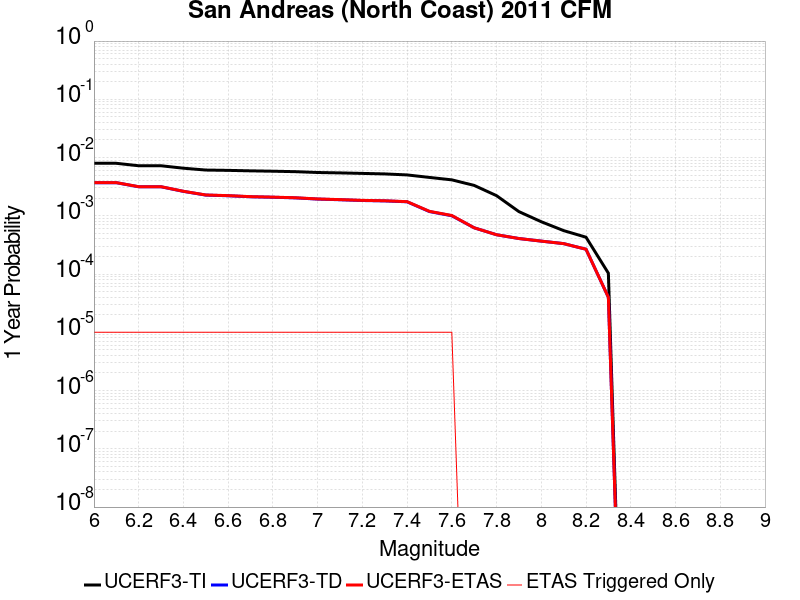 San Andreas (North Coast) 2011 CFM
10^0
10^-1
10^-2
10^-3
10^-4
10^-5
10^-6
10^-7
10^-8
1 Year Probability
6 6.2 6.4 6.6 6.8 7 7.2 7.4 7.6 7.8 8 8.2 8.4 8.6 8.8 9
Magnitude
UCERF3-TI UCERF3-TD UCERF3-ETAS ETAS Triggered Only